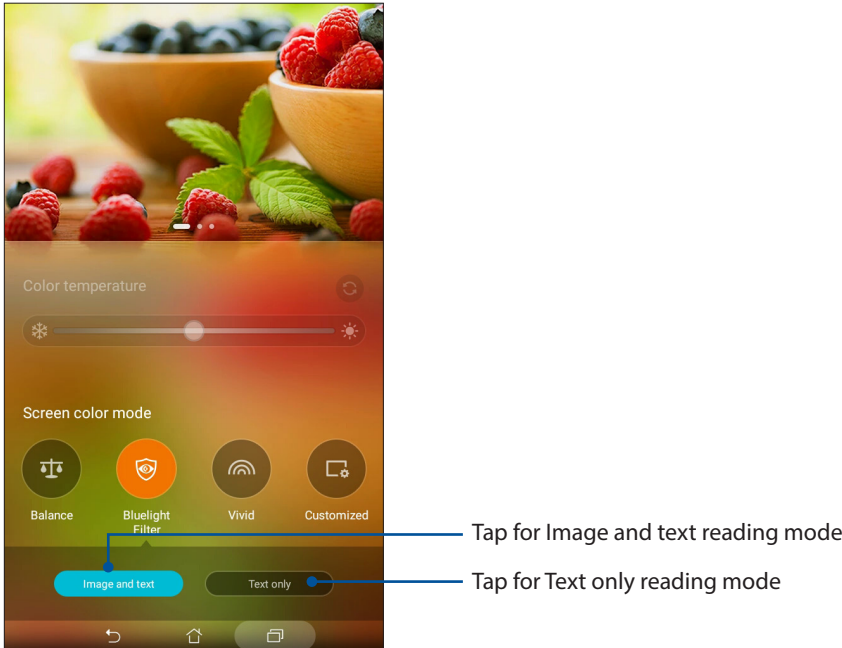 Color temperature
Screen color mode
Balance
Bluelight
Filter
Vivid
Customized
Tap for Image and text reading mode
Image and text
Text only
Tap for Text only reading mode